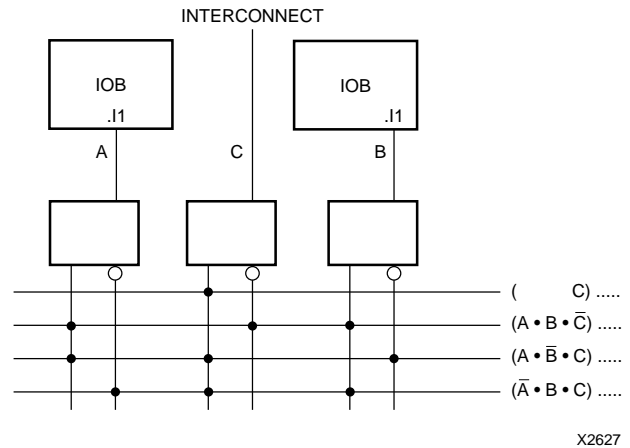 INTERCONNECT
IOB
.I1
IOB
.I1
A
C
B
( C) .....
(A • B • C̅) .....
(A • B̅ • C) .....
(A̅ • B • C) .....
X2627